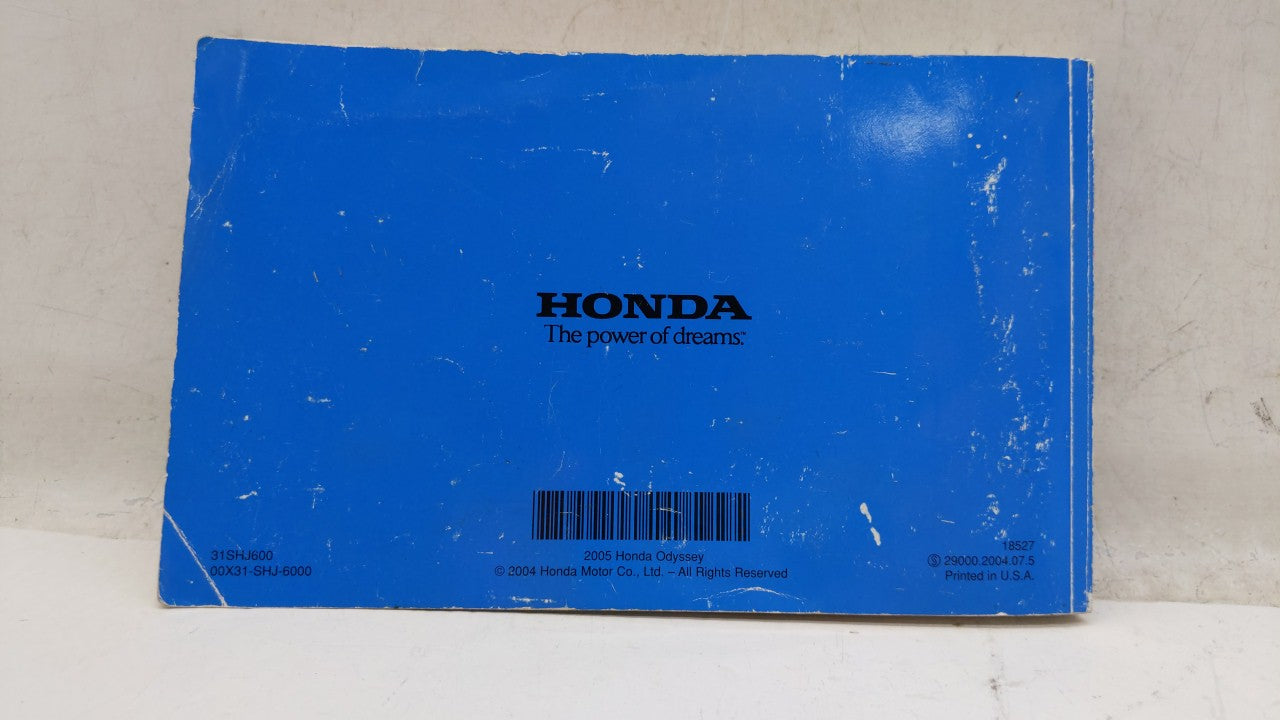 HONDA
The power of dreams.™
31SHJ600
00X31-SHJ-6000
2005 Honda Odyssey
© 2004 Honda Motor Co., Ltd. – All Rights Reserved
18527
Ⓢ 29000.2004.07.5
Printed in U.S.A.